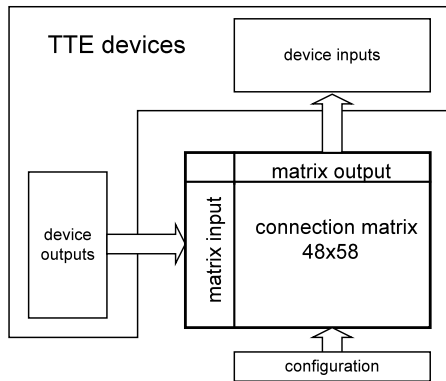 TTE devices
device inputs
matrix output
device
outputs
matrix input
connection matrix
48x58
configuration